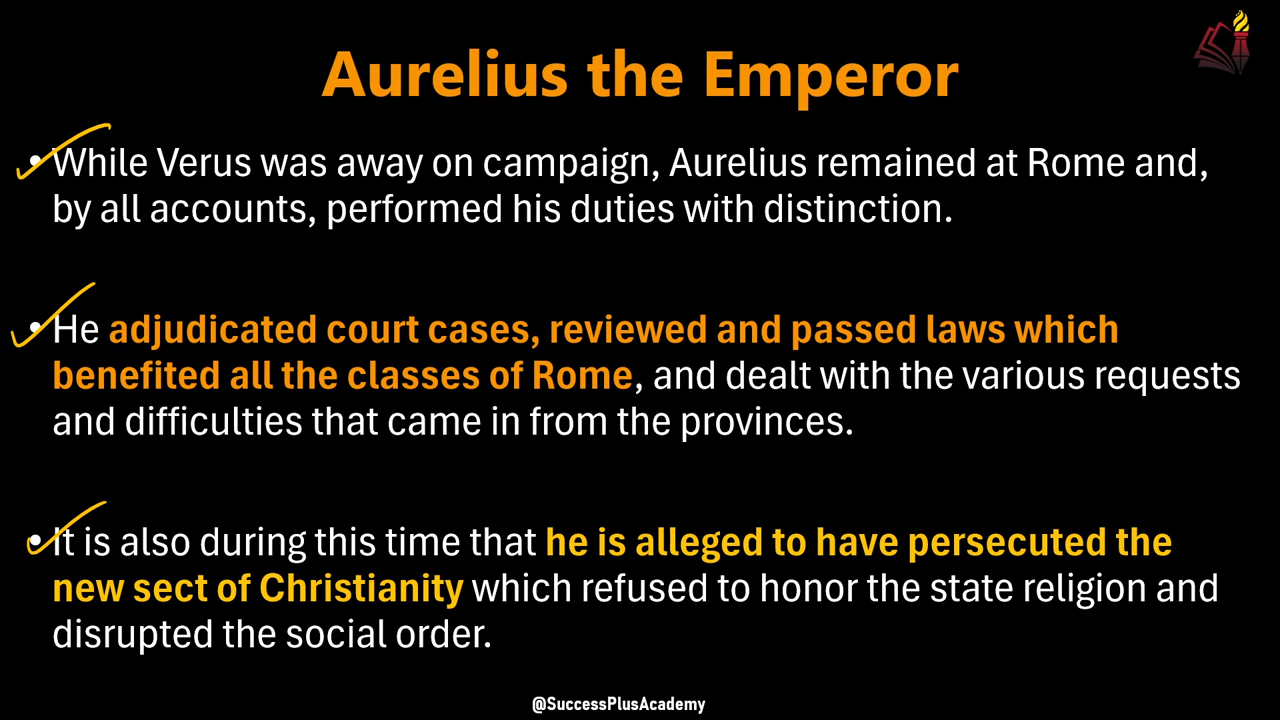 Aurelius the Emperor
• While Verus was away on campaign, Aurelius remained at Rome and,
by all accounts, performed his duties with distinction.
• He adjudicated court cases, reviewed and passed laws which
benefited all the classes of Rome, and dealt with the various requests
and difficulties that came in from the provinces.
• It is also during this time that he is alleged to have persecuted the
new sect of Christianity which refused to honor the state religion and
disrupted the social order.
@SuccessPlusAcademy